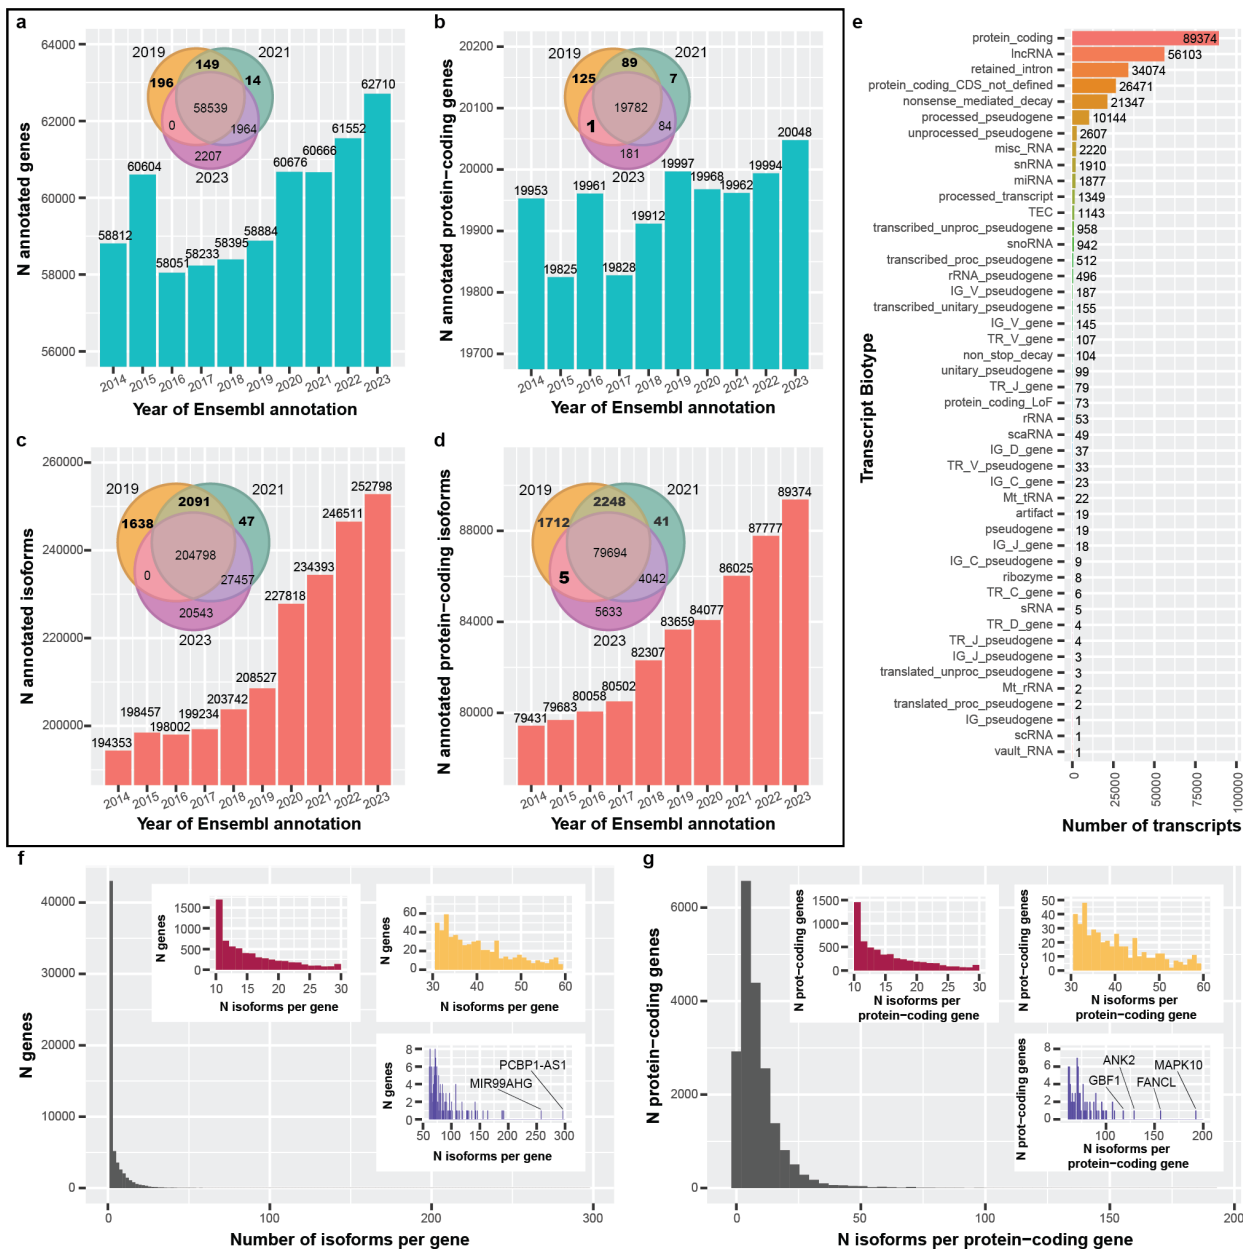 a
N annotated genes
64000
62000
60000
58000
56000
2019
2021
2023
196
149
14
58539
0
1964
2207
58812
60604
58051
58233
58395
58884
60676
60666
61552
62710
2014 2015 2016 2017 2018 2019 2020 2021 2022 2023
Year of Ensembl annotation
b
N annotated protein−coding genes
20200
20100
20000
19900
19800
19700
2019
2021
2023
125
89
7
19782
1
84
181
19953
19825
19961
19828
19912
19997
19968
19962
19994
20048
2014 2015 2016 2017 2018 2019 2020 2021 2022 2023
Year of Ensembl annotation
c
N annotated isoforms
260000
240000
220000
200000
2019
2021
2023
1638
2091
47
204798
0
27457
20543
194353
198457
198002
199234
203742
208527
227818
234393
246511
252798
2014 2015 2016 2017 2018 2019 2020 2021 2022 2023
Year of Ensembl annotation
d
N annotated protein−coding isoforms
88000
84000
80000
2019
2021
2023
1712
2248
41
79694
5
4042
5633
79431
79683
80058
80502
82307
83659
84077
86025
87777
89374
2014 2015 2016 2017 2018 2019 2020 2021 2022 2023
Year of Ensembl annotation
e
Transcript Biotype
protein_coding 89374
lncRNA 56103
retained_intron 34074
protein_coding_CDS_not_defined 26471
nonsense_mediated_decay 21347
processed_pseudogene 10144
unprocessed_pseudogene 2607
misc_RNA 2220
snRNA 1910
miRNA 1877
processed_transcript 1349
TEC 1143
transcribed_unproc_pseudogene 958
snoRNA 942
transcribed_proc_pseudogene 512
rRNA_pseudogene 496
IG_V_pseudogene 187
transcribed_unitary_pseudogene 155
IG_V_gene 145
TR_V_gene 107
non_stop_decay 104
unitary_pseudogene 99
TR_J_gene 79
protein_coding_LoF 73
rRNA 53
scaRNA 49
IG_D_gene 37
TR_V_pseudogene 33
IG_C_gene 23
Mt_tRNA 22
artifact 19
pseudogene 19
IG_J_gene 18
IG_C_pseudogene 9
ribozyme 8
TR_C_gene 6
sRNA 5
TR_D_gene 4
TR_J_pseudogene 4
IG_J_pseudogene 3
translated_unproc_pseudogene 3
Mt_rRNA 2
translated_proc_pseudogene 2
IG_pseudogene 1
scRNA 1
vault_RNA 1
0 25000 50000 75000 100000
Number of transcripts
f
N genes
40000
30000
20000
10000
0
0 100 200 300
Number of isoforms per gene
N genes
1500
1000
500
0
10 15 20 25 30
N isoforms per gene
N genes
60
40
20
0
30 40 50 60
N isoforms per gene
N genes
8
6
4
2
0
PCBP1-AS1
MIR99AHG
50 100 150 200 250 300
N isoforms per gene
g
N protein−coding genes
6000
4000
2000
0
0 50 100 150 200
N isoforms per protein−coding gene
N prot−coding genes
1500
1000
500
0
10 15 20 25 30
N isoforms per
protein−coding gene
N prot−coding genes
50
40
30
20
10
0
30 40 50 60
N isoforms per
protein−coding gene
N prot−coding genes
8
6
4
2
0
ANK2
MAPK10
GBF1
FANCL
100 150 200
N isoforms per
protein−coding gene